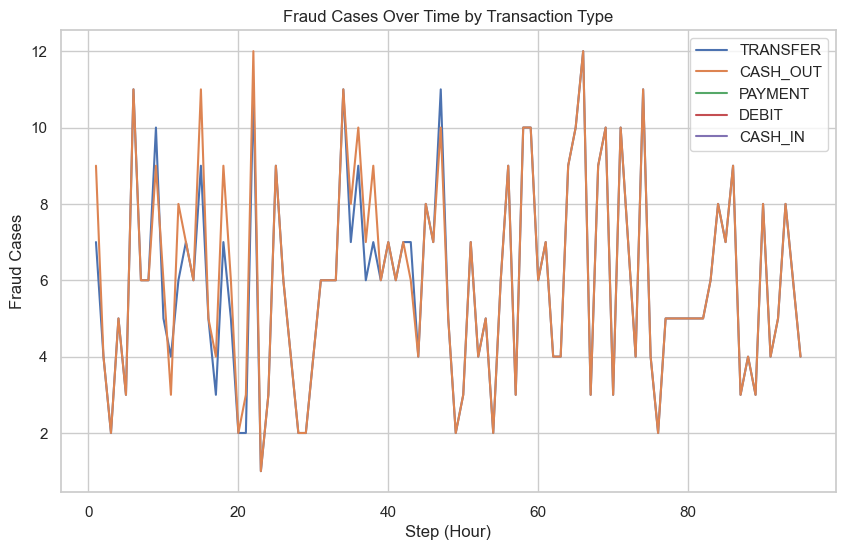 Fraud Cases Over Time by Transaction Type
TRANSFER
CASH_OUT
PAYMENT
DEBIT
CASH_IN
Fraud Cases
12
10
8
6
4
2
0
20
40
60
80
Step (Hour)